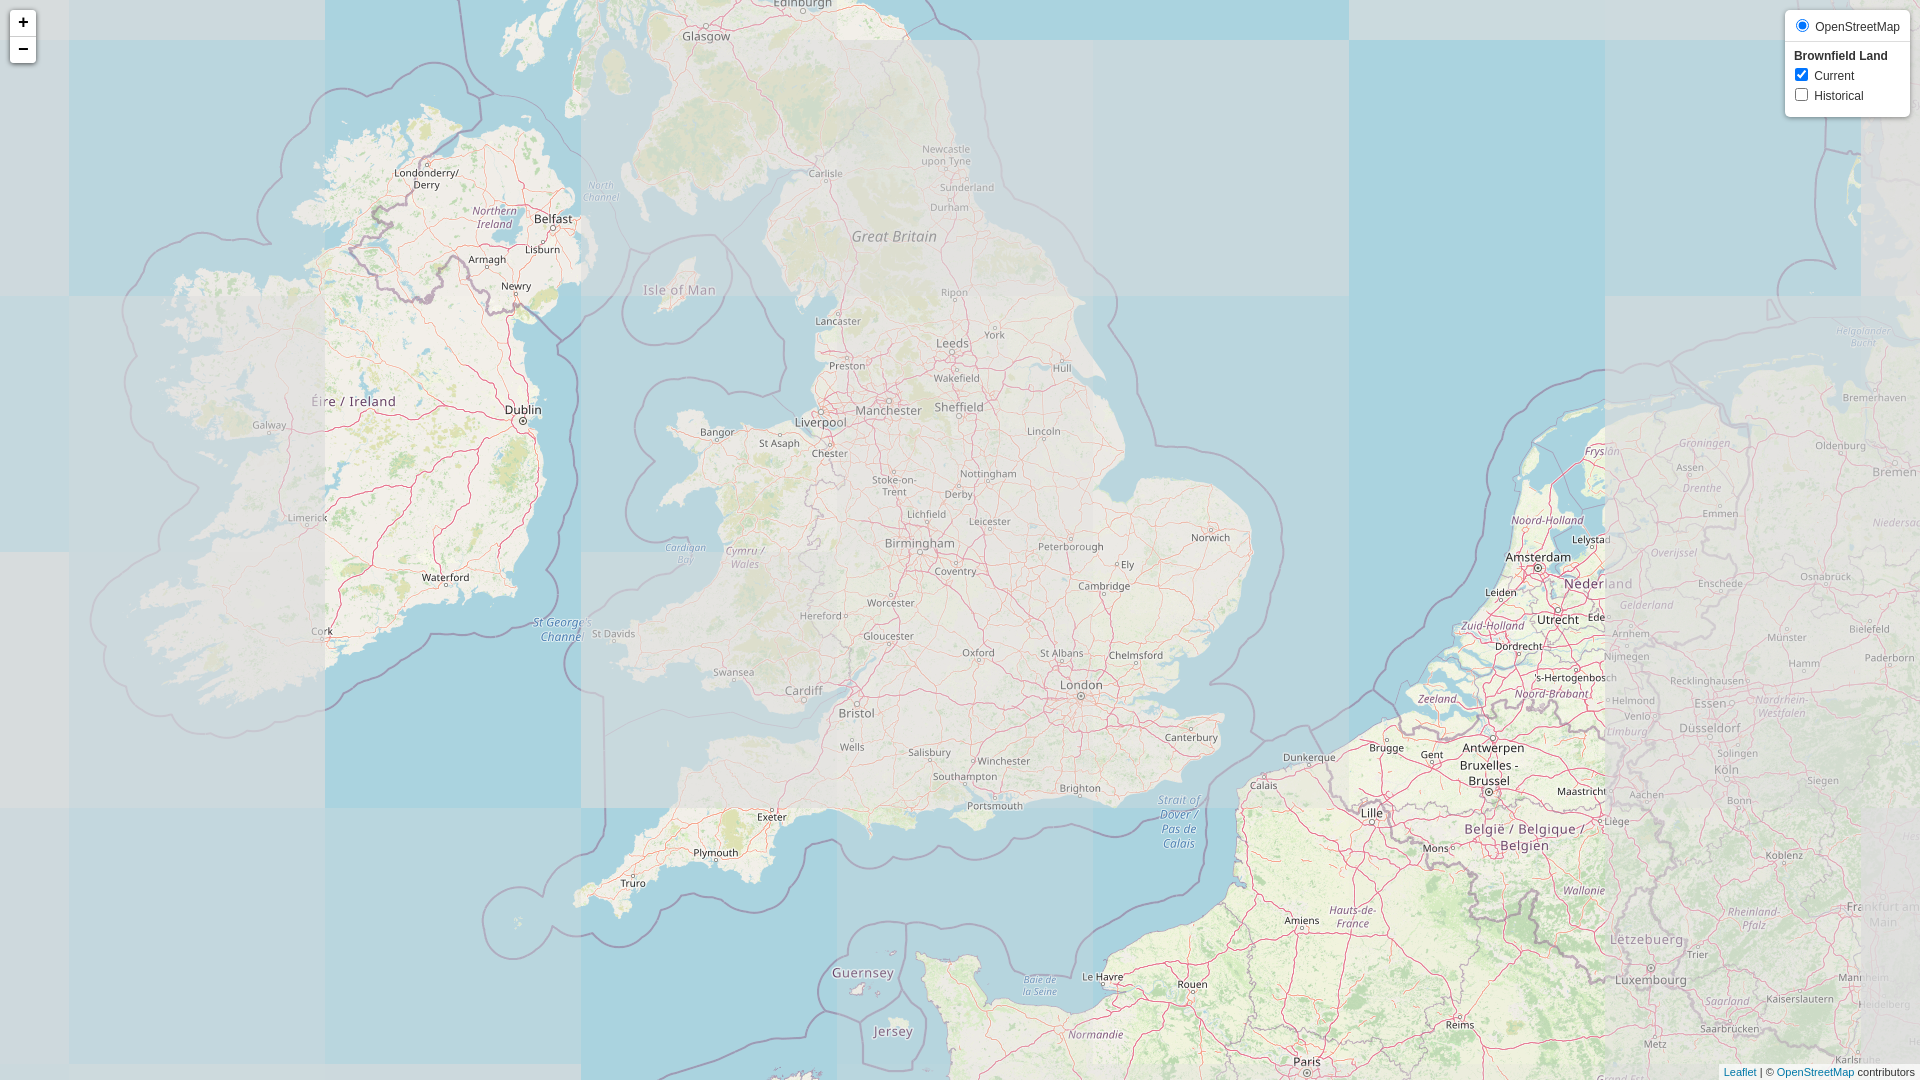 +
−
OpenStreetMap
Brownfield Land
Current
Historical
Edinburgh
Glasgow
Londonderry/
Derry
Northern
Ireland
Belfast
Lisburn
Armagh
Newry
North
Channel
Newcastle
upon Tyne
Carlisle
Sunderland
Durham
Great Britain
Isle of Man
Ripon
Lancaster
York
Leeds
Preston
Hull
Wakefield
Éire / Ireland
Dublin
Galway
Manchester
Sheffield
Liverpool
Bangor
St Asaph
Lincoln
Chester
Nottingham
Stoke-on-
Trent
Derby
Limerick
Lichfield
Leicester
Norwich
Birmingham
Peterborough
Cardigan
Bay
Cymru /
Wales
Ely
Coventry
Waterford
Cambridge
Worcester
Hereford
St George's
Channel
Cork
St Davids
Gloucester
Oxford
St Albans
Chelmsford
Swansea
London
Cardiff
Bristol
Canterbury
Wells
Salisbury
Winchester
Southampton
Brighton
Portsmouth
Exeter
Plymouth
Truro
Strait of
Dover /
Pas de
Calais
Dunkerque
Calais
Guernsey
Jersey
Baie de
la Seine
Le Havre
Rouen
Normandie
Amiens
Hauts-de-
France
Reims
Paris
Lille
Brugge
Gent
Antwerpen
Bruxelles -
Brussel
Maastricht
België / Belgique /
Belgien
Mons
Liège
Wallonie
Zeeland
Noord-Brabant
's-Hertogenbosch
Dordrecht
Zuid-Holland
Utrecht
Ede
Leiden
Nederland
Amsterdam
Lelystad
Noord-Holland
Fryslân
Helgoländer
Bucht
Bremerhaven
Groningen
Oldenburg
Assen
Bremen
Drenthe
Emmen
Overijssel
Enschede
Osnabrück
Gelderland
Arnhem
Münster
Bielefeld
Nijmegen
Hamm
Paderborn
Recklinghausen
Helmond
Essen
Nordrhein-
Westfalen
Venlo
Limburg
Düsseldorf
Solingen
Köln
Siegen
Aachen
Bonn
Koblenz
Frankfurt am
Main
Rheinland-
Pfalz
Lëtzebuerg
Trier
Luxembourg
Mannheim
Kaiserslautern
Heidelberg
Saarland
Saarbrücken
Metz
Grand Est
Leaflet | © OpenStreetMap contributors